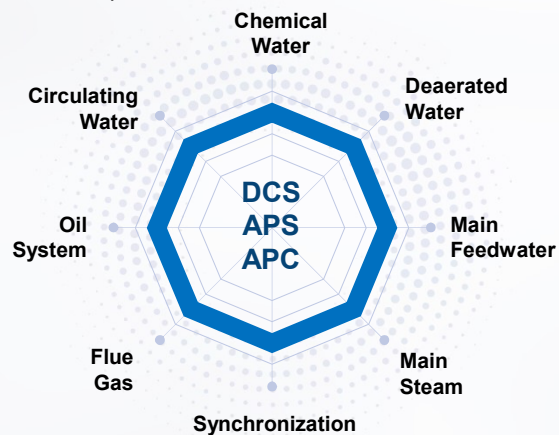 Chemical
Water
Deaerated
Water
Main
Feedwater
Main
Steam
Synchronization
Flue
Gas
Oil
System
Circulating
Water
DCS
APS
APC